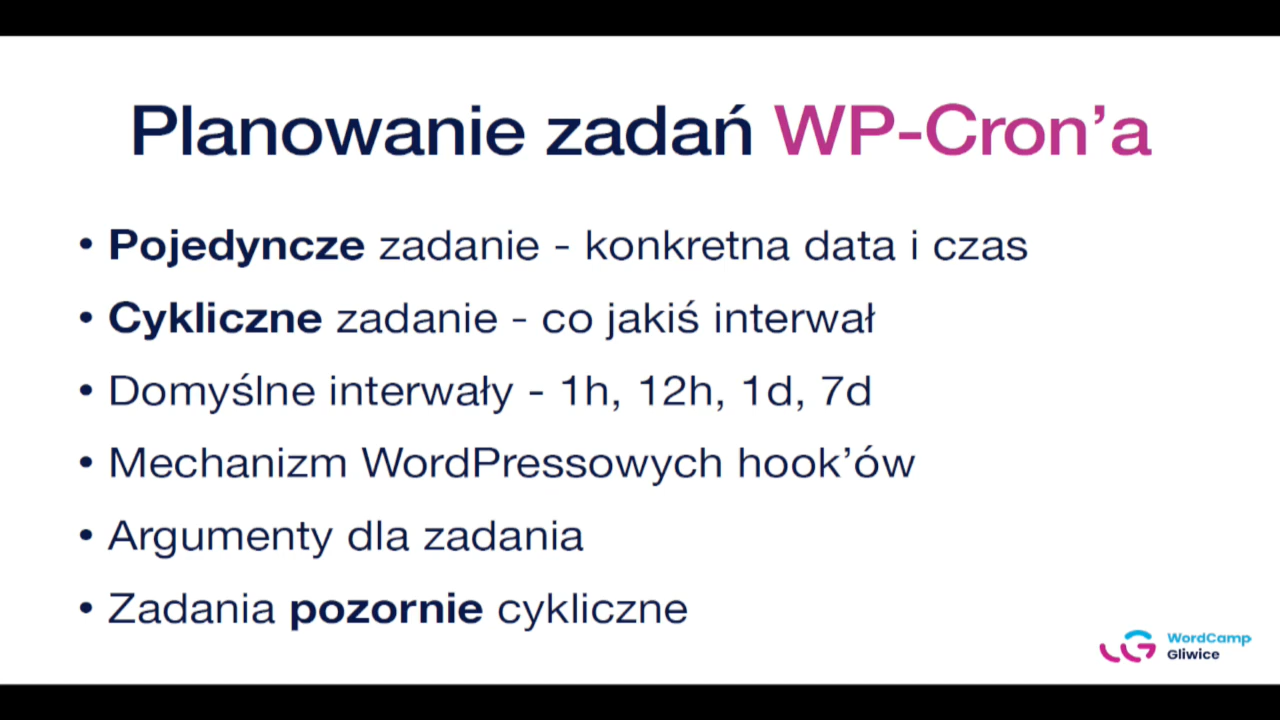 Planowanie zadań WP-Cron’a
• Pojedyncze zadanie - konkretna data i czas
• Cykliczne zadanie - co jakiś interwał
• Domyślne interwały - 1h, 12h, 1d, 7d
• Mechanizm WordPressowych hook’ów
• Argumenty dla zadania
• Zadania pozornie cykliczne
WordCamp
Gliwice